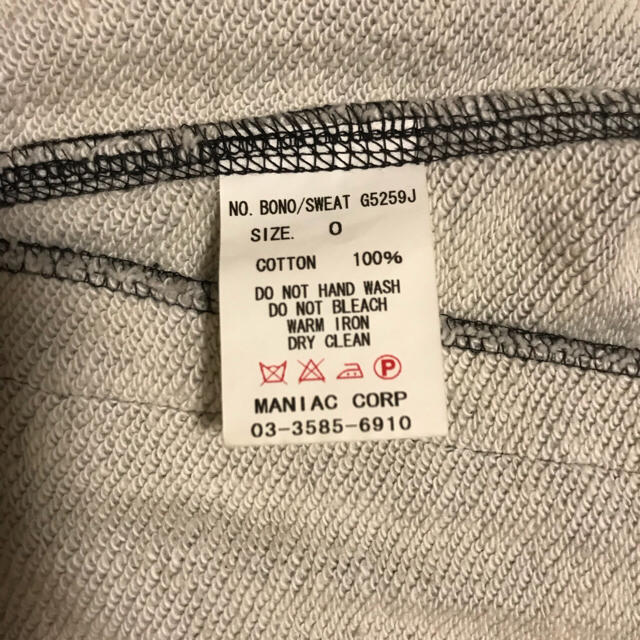 NO. BONO/SWEAT G5259J
SIZE. 0
COTTON 100%
DO NOT HAND WASH
DO NOT BLEACH
WARM IRON
DRY CLEAN
P
MANIAC CORP
03-3585-6910